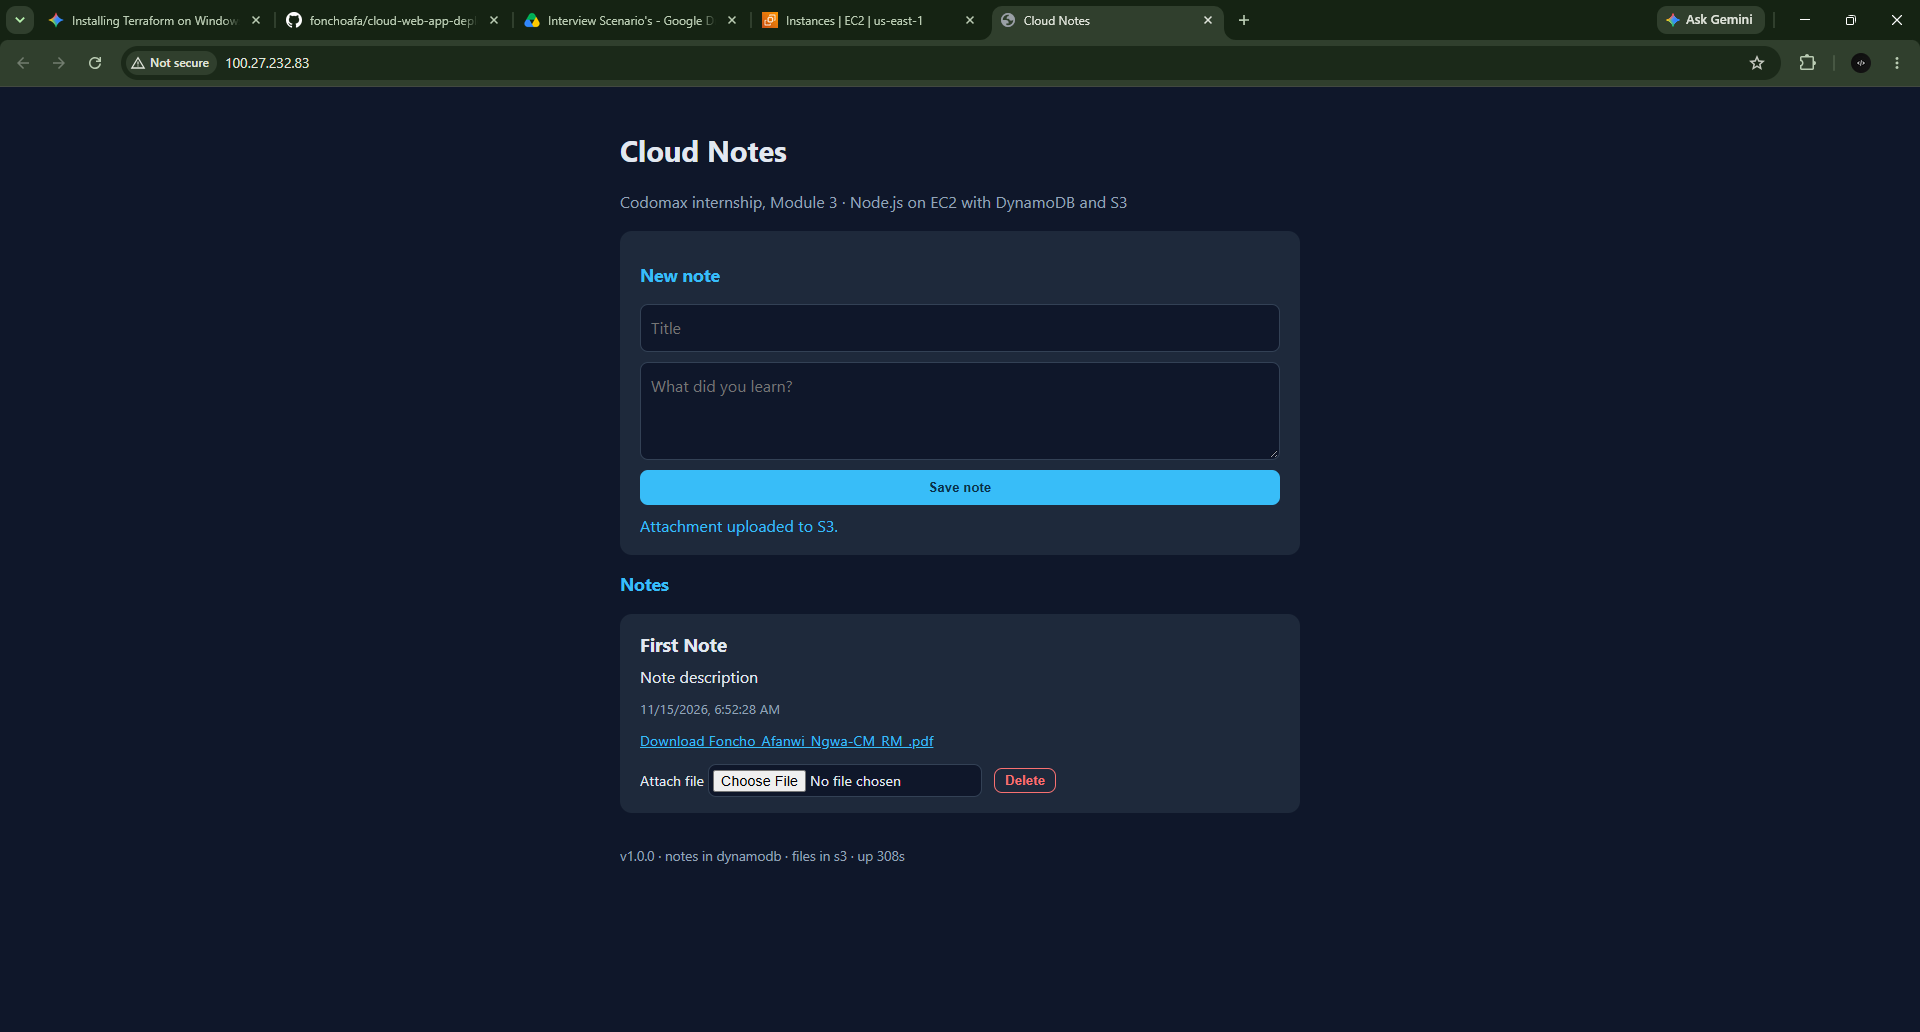 Installing Terraform on Window
fonchoafa/cloud-web-app-depl
Interview Scenario's - Google D
Instances | EC2 | us-east-1
Cloud Notes
Ask Gemini
Not secure
100.27.232.83
Cloud Notes
Codomax internship, Module 3 · Node.js on EC2 with DynamoDB and S3
New note
Title
What did you learn?
Save note
Attachment uploaded to S3.
Notes
First Note
Note description
11/15/2026, 6:52:28 AM
Download Foncho_Afanwi_Ngwa-CM_RM_.pdf
Attach file Choose File No file chosen Delete
v1.0.0 · notes in dynamodb · files in s3 · up 308s